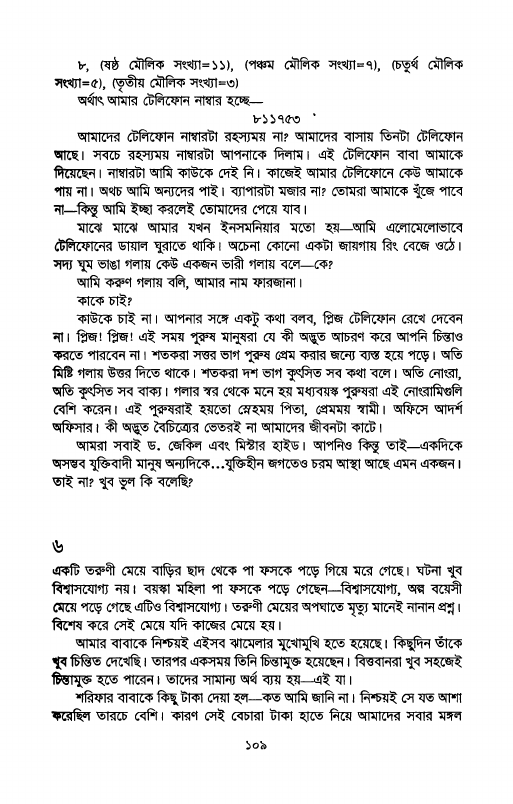 ৮, (ষষ্ঠ মৌলিক সংখ্যা=১১), (পঞ্চম মৌলিক সংখ্যা=৭), (চতুর্থ মৌলিক
সংখ্যা=৫), (তৃতীয় মৌলিক সংখ্যা=৩)
অর্থাৎ আমার টেলিফোন নাম্বার হচ্ছে—
৮১১৭৫৩
আমাদের টেলিফোন নাম্বারটা রহস্যময় না? আমাদের বাসায় তিনটা টেলিফোন
আছে। সবচে রহস্যময় নাম্বারটা আপনাকে দিলাম। এই টেলিফোন বাবা আমাকে
দিয়েছেন। নাম্বারটা আমি কাউকে দেই নি। কাজেই আমার টেলিফোনে কেউ আমাকে
পায় না। অথচ আমি অন্যদের পাই। ব্যাপারটা মজার না? তোমরা আমাকে খুঁজে পাবে
না—কিন্তু আমি ইচ্ছা করলেই তোমাদের পেয়ে যাব।
মাঝে মাঝে আমার যখন ইনসমনিয়ার মতো হয়—আমি এলোমেলোভাবে
টেলিফোনের ডায়াল ঘুরাতে থাকি। অচেনা কোনো একটা জায়গায় রিং বেজে ওঠে।
সদ্য ঘুম ভাঙা গলায় কেউ একজন ভারী গলায় বলে—কে?
আমি করুণ গলায় বলি, আমার নাম ফারজানা।
কাকে চাই?
কাউকে চাই না। আপনার সঙ্গে একটু কথা বলব, প্লিজ টেলিফোন রেখে দেবেন
না। প্লিজ! প্লিজ! এই সময় পুরুষ মানুষরা যে কী অদ্ভুত আচরণ করে আপনি চিন্তাও
করতে পারবেন না। শতকরা সত্তর ভাগ পুরুষ প্রেম করার জন্যে ব্যস্ত হয়ে পড়ে। অতি
মিষ্টি গলায় উত্তর দিতে থাকে। শতকরা দশ ভাগ কুৎসিত সব কথা বলে। অতি নোংরা,
অতি কুৎসিত সব বাক্য। গলার স্বর থেকে মনে হয় মধ্যবয়স্ক পুরুষরা এই নোংরামিগুলি
বেশি করেন। এই পুরুষরাই হয়তো স্নেহময় পিতা, প্রেমময় স্বামী। অফিসে আদর্শ
অফিসার। কী অদ্ভুত বৈচিত্র্যের ভেতরই না আমাদের জীবনটা কাটে।
আমরা সবাই ড. জেকিল এবং মিস্টার হাইড। আপনিও কিন্তু তাই—একদিকে
অসম্ভব যুক্তিবাদী মানুষ অন্যদিকে...যুক্তিহীন জগতেও চরম আস্থা আছে এমন একজন।
তাই না? খুব ভুল কি বলেছি?
৬
একটি তরুণী মেয়ে বাড়ির ছাদ থেকে পা ফসকে পড়ে গিয়ে মরে গেছে। ঘটনা খুব
বিশ্বাসযোগ্য নয়। বয়স্কা মহিলা পা ফসকে পড়ে গেছেন—বিশ্বাসযোগ্য, অল্প বয়েসী
মেয়ে পড়ে গেছে এটিও বিশ্বাসযোগ্য। তরুণী মেয়ের অপঘাতে মৃত্যু মানেই নানান প্রশ্ন।
বিশেষ করে সেই মেয়ে যদি কাজের মেয়ে হয়।
আমার বাবাকে নিশ্চয়ই এইসব ঝামেলার মুখোমুখি হতে হয়েছে। কিছুদিন তাঁকে
খুব চিন্তিত দেখেছি। তারপর একসময় তিনি চিন্তামুক্ত হয়েছেন। বিত্তবানরা খুব সহজেই
চিন্তামুক্ত হতে পারেন। তাদের সামান্য অর্থ ব্যয় হয়—এই যা।
শরিফার বাবাকে কিছু টাকা দেয়া হল—কত আমি জানি না। নিশ্চয়ই সে যত আশা
করেছিল তারচে বেশি। কারণ সেই বেচারা টাকা হাতে নিয়ে আমাদের সবার মঙ্গল
১০৯